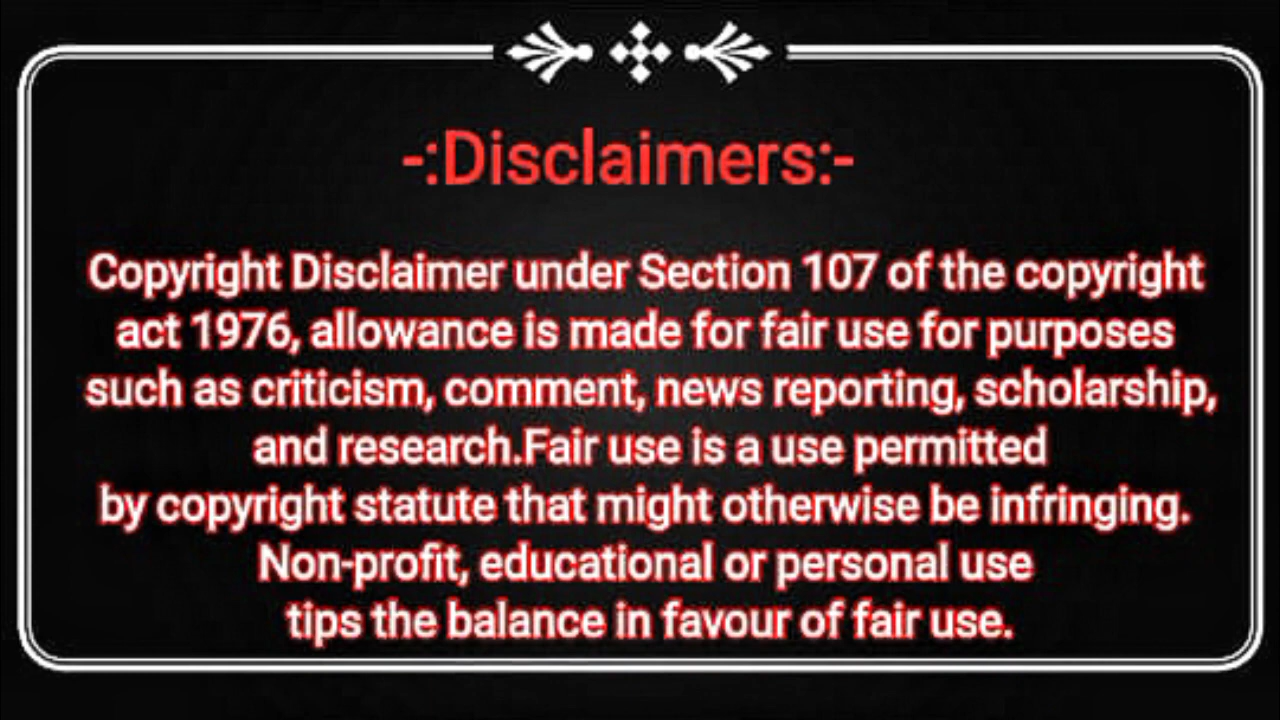 -:Disclaimers:-
Copyright Disclaimer under Section 107 of the copyright
act 1976, allowance is made for fair use for purposes
such as criticism, comment, news reporting, scholarship,
and research.Fair use is a use permitted
by copyright statute that might otherwise be infringing.
Non-profit, educational or personal use
tips the balance in favour of fair use.